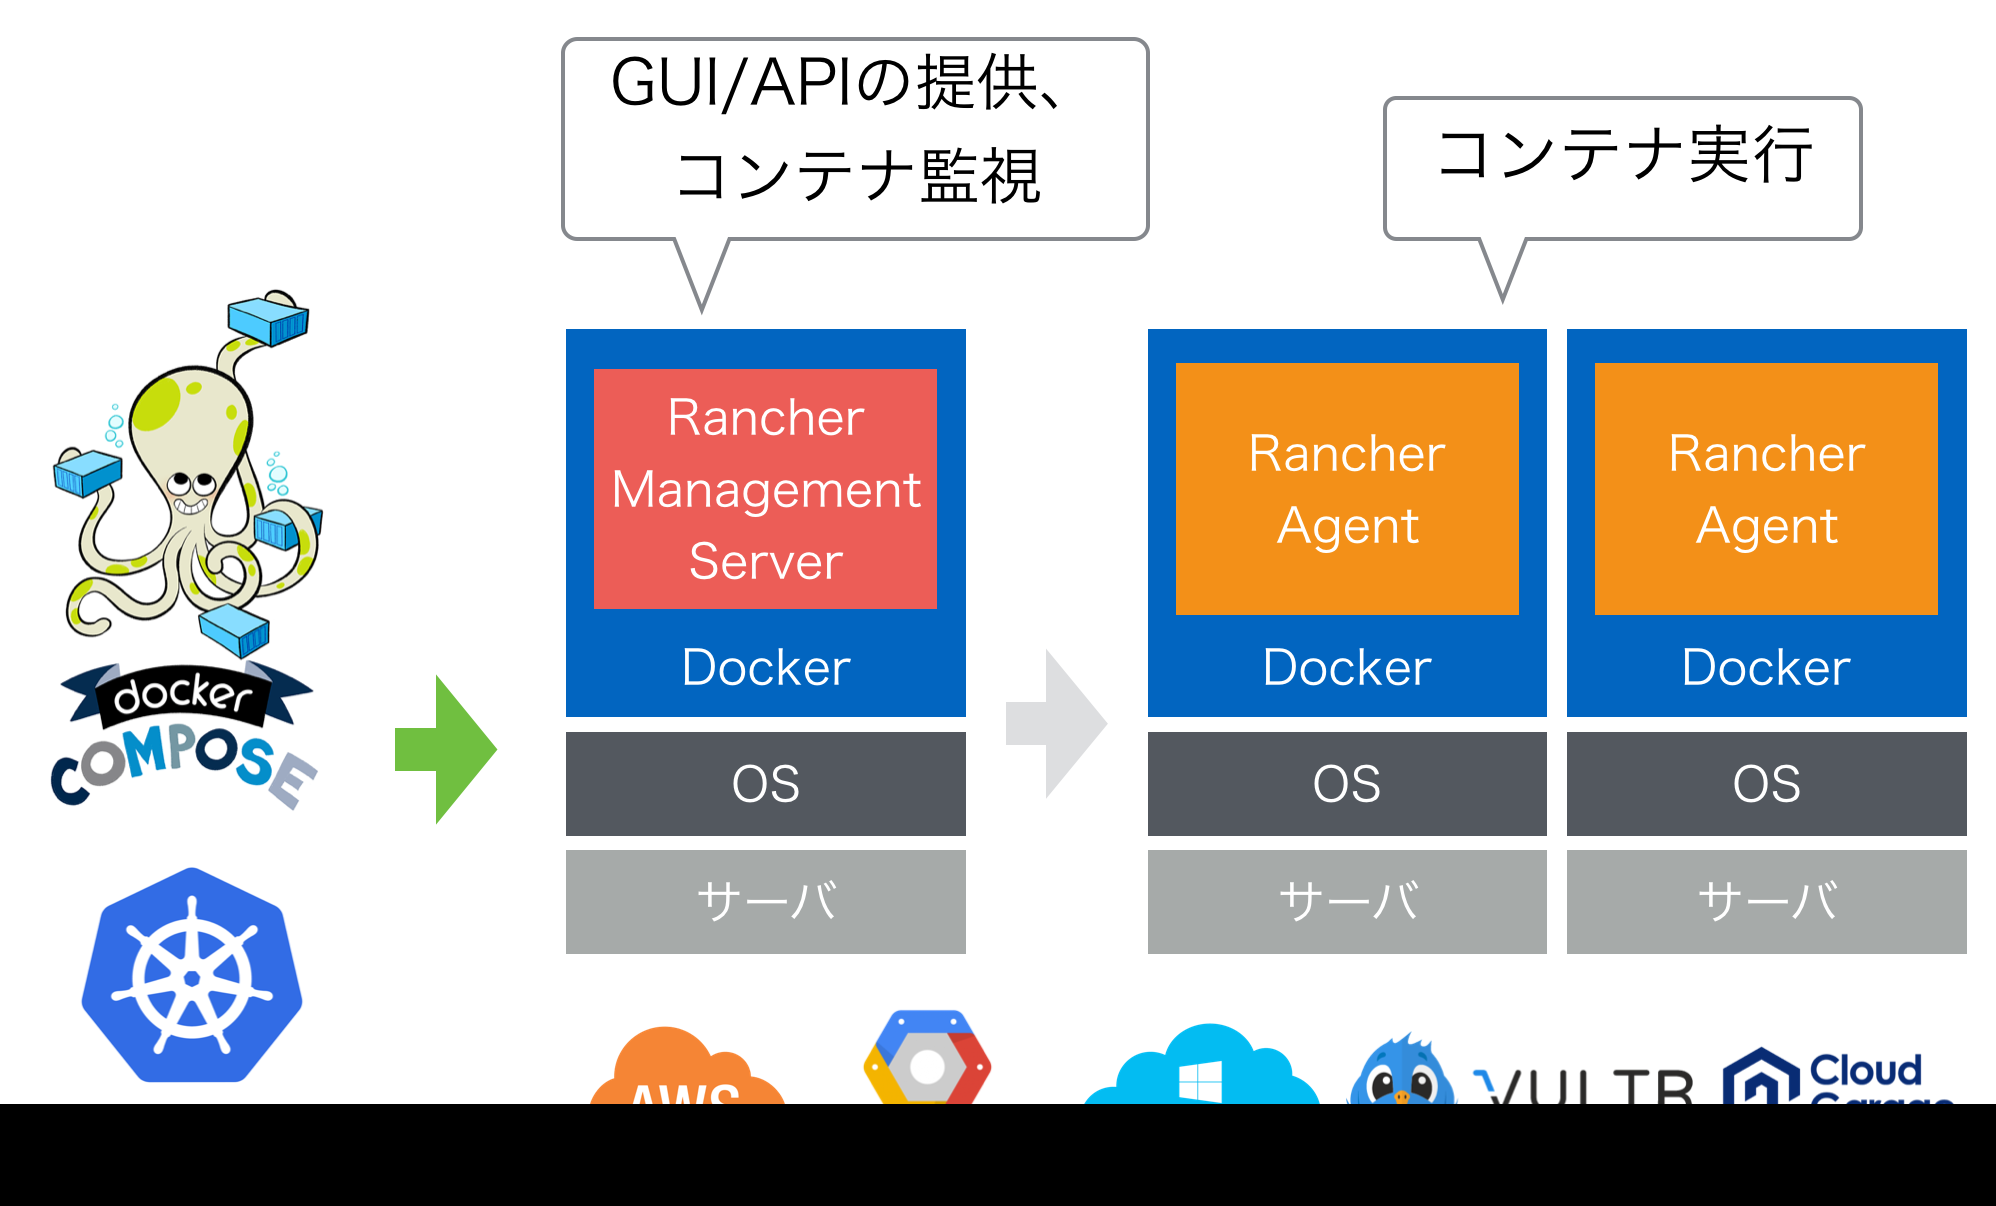 GUI/APIの提供、
コンテナ監視
コンテナ実行
Rancher
Management
Server
Docker
OS
サーバ
Rancher
Agent
Docker
OS
サーバ
Rancher
Agent
Docker
OS
サーバ
docker
COMPOSE
AWS
VULTR
Cloud
Garage